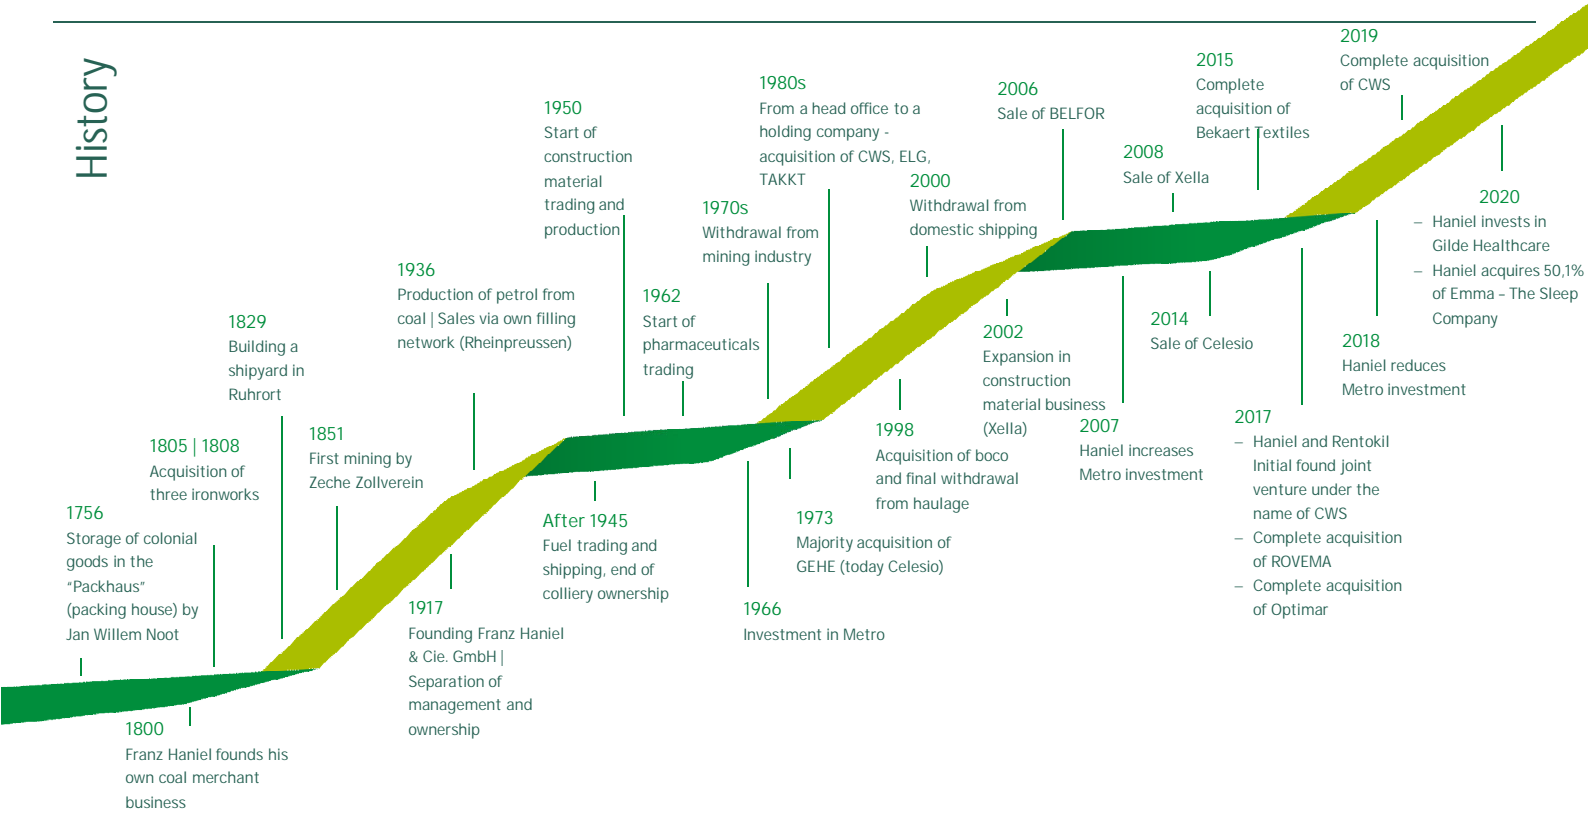 History
1756
Storage of colonial
goods in the
“Packhaus”
(packing house) by
Jan Willem Noot
1800
Franz Haniel founds his
own coal merchant
business
1805 | 1808
Acquisition of
three ironworks
1829
Building a
shipyard in
Ruhrort
1851
First mining by
Zeche Zollverein
1917
Founding Franz Haniel
& Cie. GmbH |
Separation of
management and
ownership
1936
Production of petrol from
coal | Sales via own filling
network (Rheinpreussen)
After 1945
Fuel trading and
shipping, end of
colliery ownership
1950
Start of
construction
material
trading and
production
1962
Start of
pharmaceuticals
trading
1966
Investment in Metro
1970s
Withdrawal from
mining industry
1973
Majority acquisition of
GEHE (today Celesio)
1980s
From a head office to a
holding company -
acquisition of CWS, ELG,
TAKKT
1998
Acquisition of boco
and final withdrawal
from haulage
2000
Withdrawal from
domestic shipping
2002
Expansion in
construction
material business
(Xella)
2006
Sale of BELFOR
2007
Haniel increases
Metro investment
2008
Sale of Xella
2014
Sale of Celesio
2015
Complete
acquisition of
Bekaert Textiles
2017
– Haniel and Rentokil
Initial found joint
venture under the
name of CWS
– Complete acquisition
of ROVEMA
– Complete acquisition
of Optimar
2018
Haniel reduces
Metro investment
2019
Complete acquisition
of CWS
2020
– Haniel invests in
Gilde Healthcare
– Haniel acquires 50,1%
of Emma – The Sleep
Company